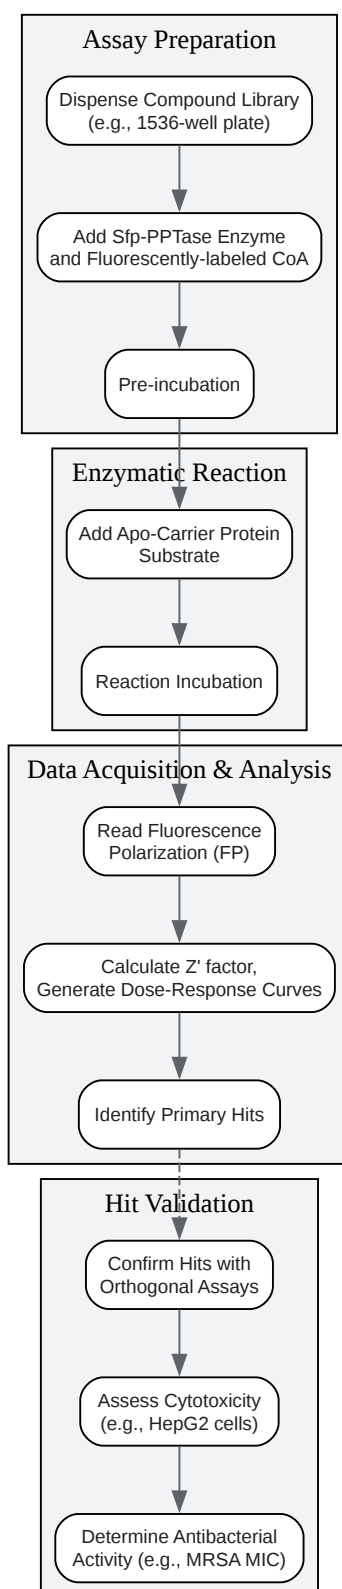 Assay Preparation
Dispense Compound Library
(e.g., 1536-well plate)
Add Sfp-PPTase Enzyme
and Fluorescently-labeled CoA
Pre-incubation
Enzymatic Reaction
Add Apo-Carrier Protein
Substrate
Reaction Incubation
Data Acquisition & Analysis
Read Fluorescence
Polarization (FP)
Calculate Z' factor,
Generate Dose-Response Curves
Identify Primary Hits
Hit Validation
Confirm Hits with
Orthogonal Assays
Assess Cytotoxicity
(e.g., HepG2 cells)
Determine Antibacterial
Activity (e.g., MRSA MIC)